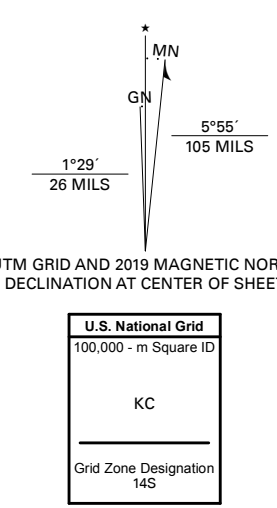 ★
MN
GN
5°55´
105 MILS
1°29´
26 MILS
UTM GRID AND 2019 MAGNETIC NOR
DECLINATION AT CENTER OF SHEET
U.S. National Grid
100,000 - m Square ID
KC
Grid Zone Designation
14S